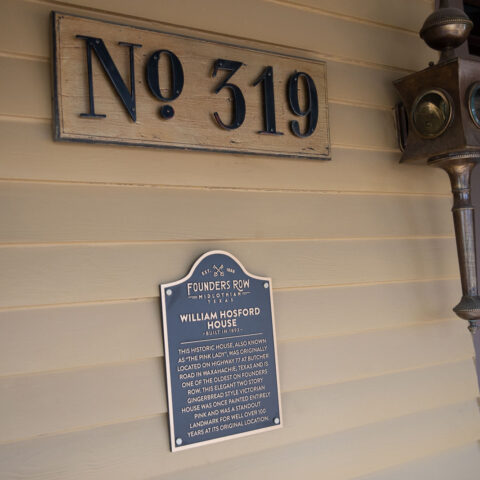 No 319
EST. 1888
FOUNDERS ROW
MIDLOTHIAN
TEXAS
WILLIAM HOSFORD
HOUSE
• BUILT IN 1893 •
THIS HISTORIC HOUSE, ALSO KNOWN
AS "THE PINK LADY", WAS ORIGINALLY
LOCATED ON HIGHWAY 77 AT BUTCHER
ROAD IN WAXAHACHIE, TEXAS AND IS
ONE OF THE OLDEST ON FOUNDERS
ROW. THIS ELEGANT TWO STORY
GINGERBREAD STYLE VICTORIAN
HOUSE WAS ONCE PAINTED ENTIRELY
PINK AND WAS A STANDOUT
LANDMARK FOR WELL OVER 100
YEARS AT ITS ORIGINAL LOCATION.